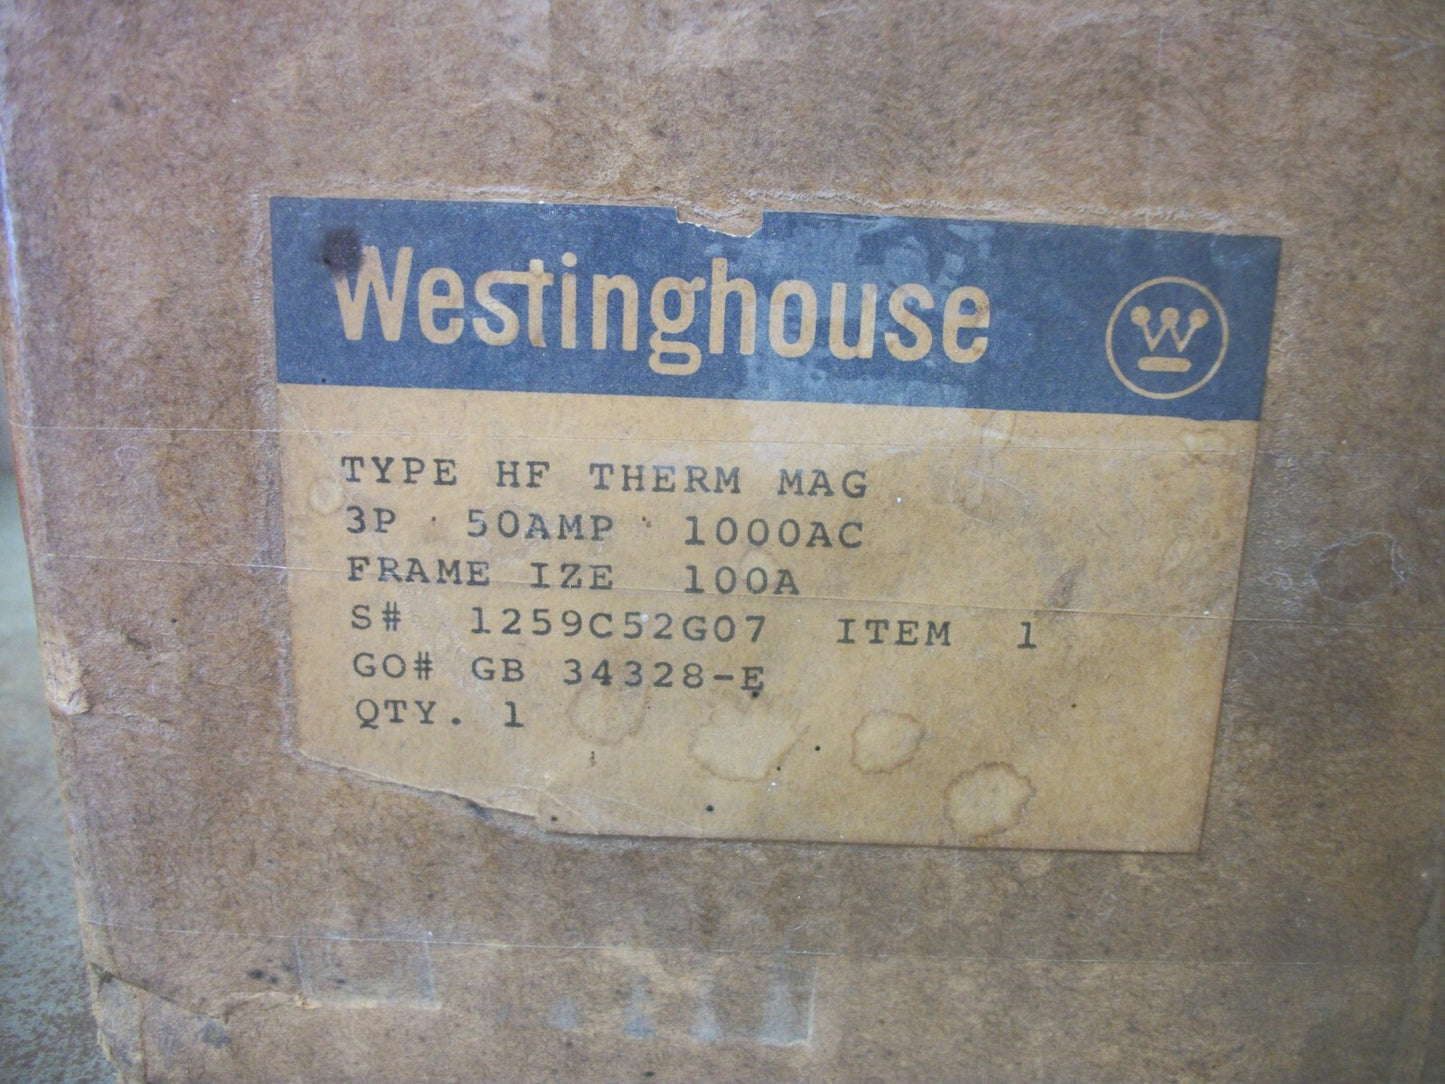 Westinghouse
TYPE HF THERM MAG
3P 50AMP 1000AC
FRAME IZE 100A
S# 1259C52G07 ITEM 1
GO# GB 34328-E
QTY. 1